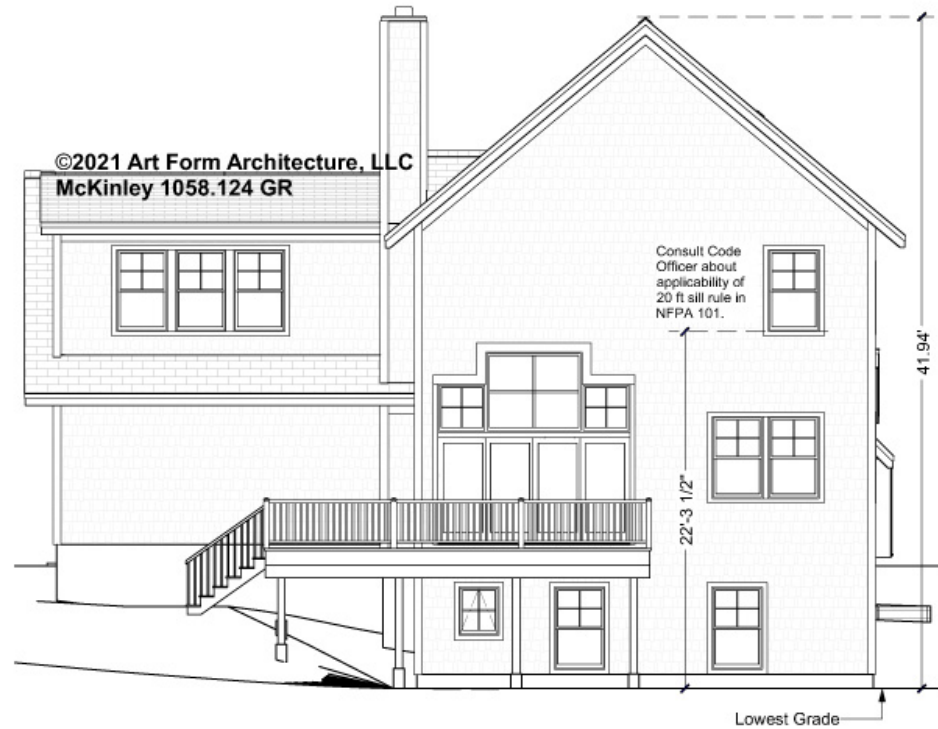 ©2021 Art Form Architecture, LLC
McKinley 1058.124 GR
Consult Code
Officer about
applicability of
20 ft sill rule in
NFPA 101.
41.94'
22'-3 1/2"
Lowest Grade